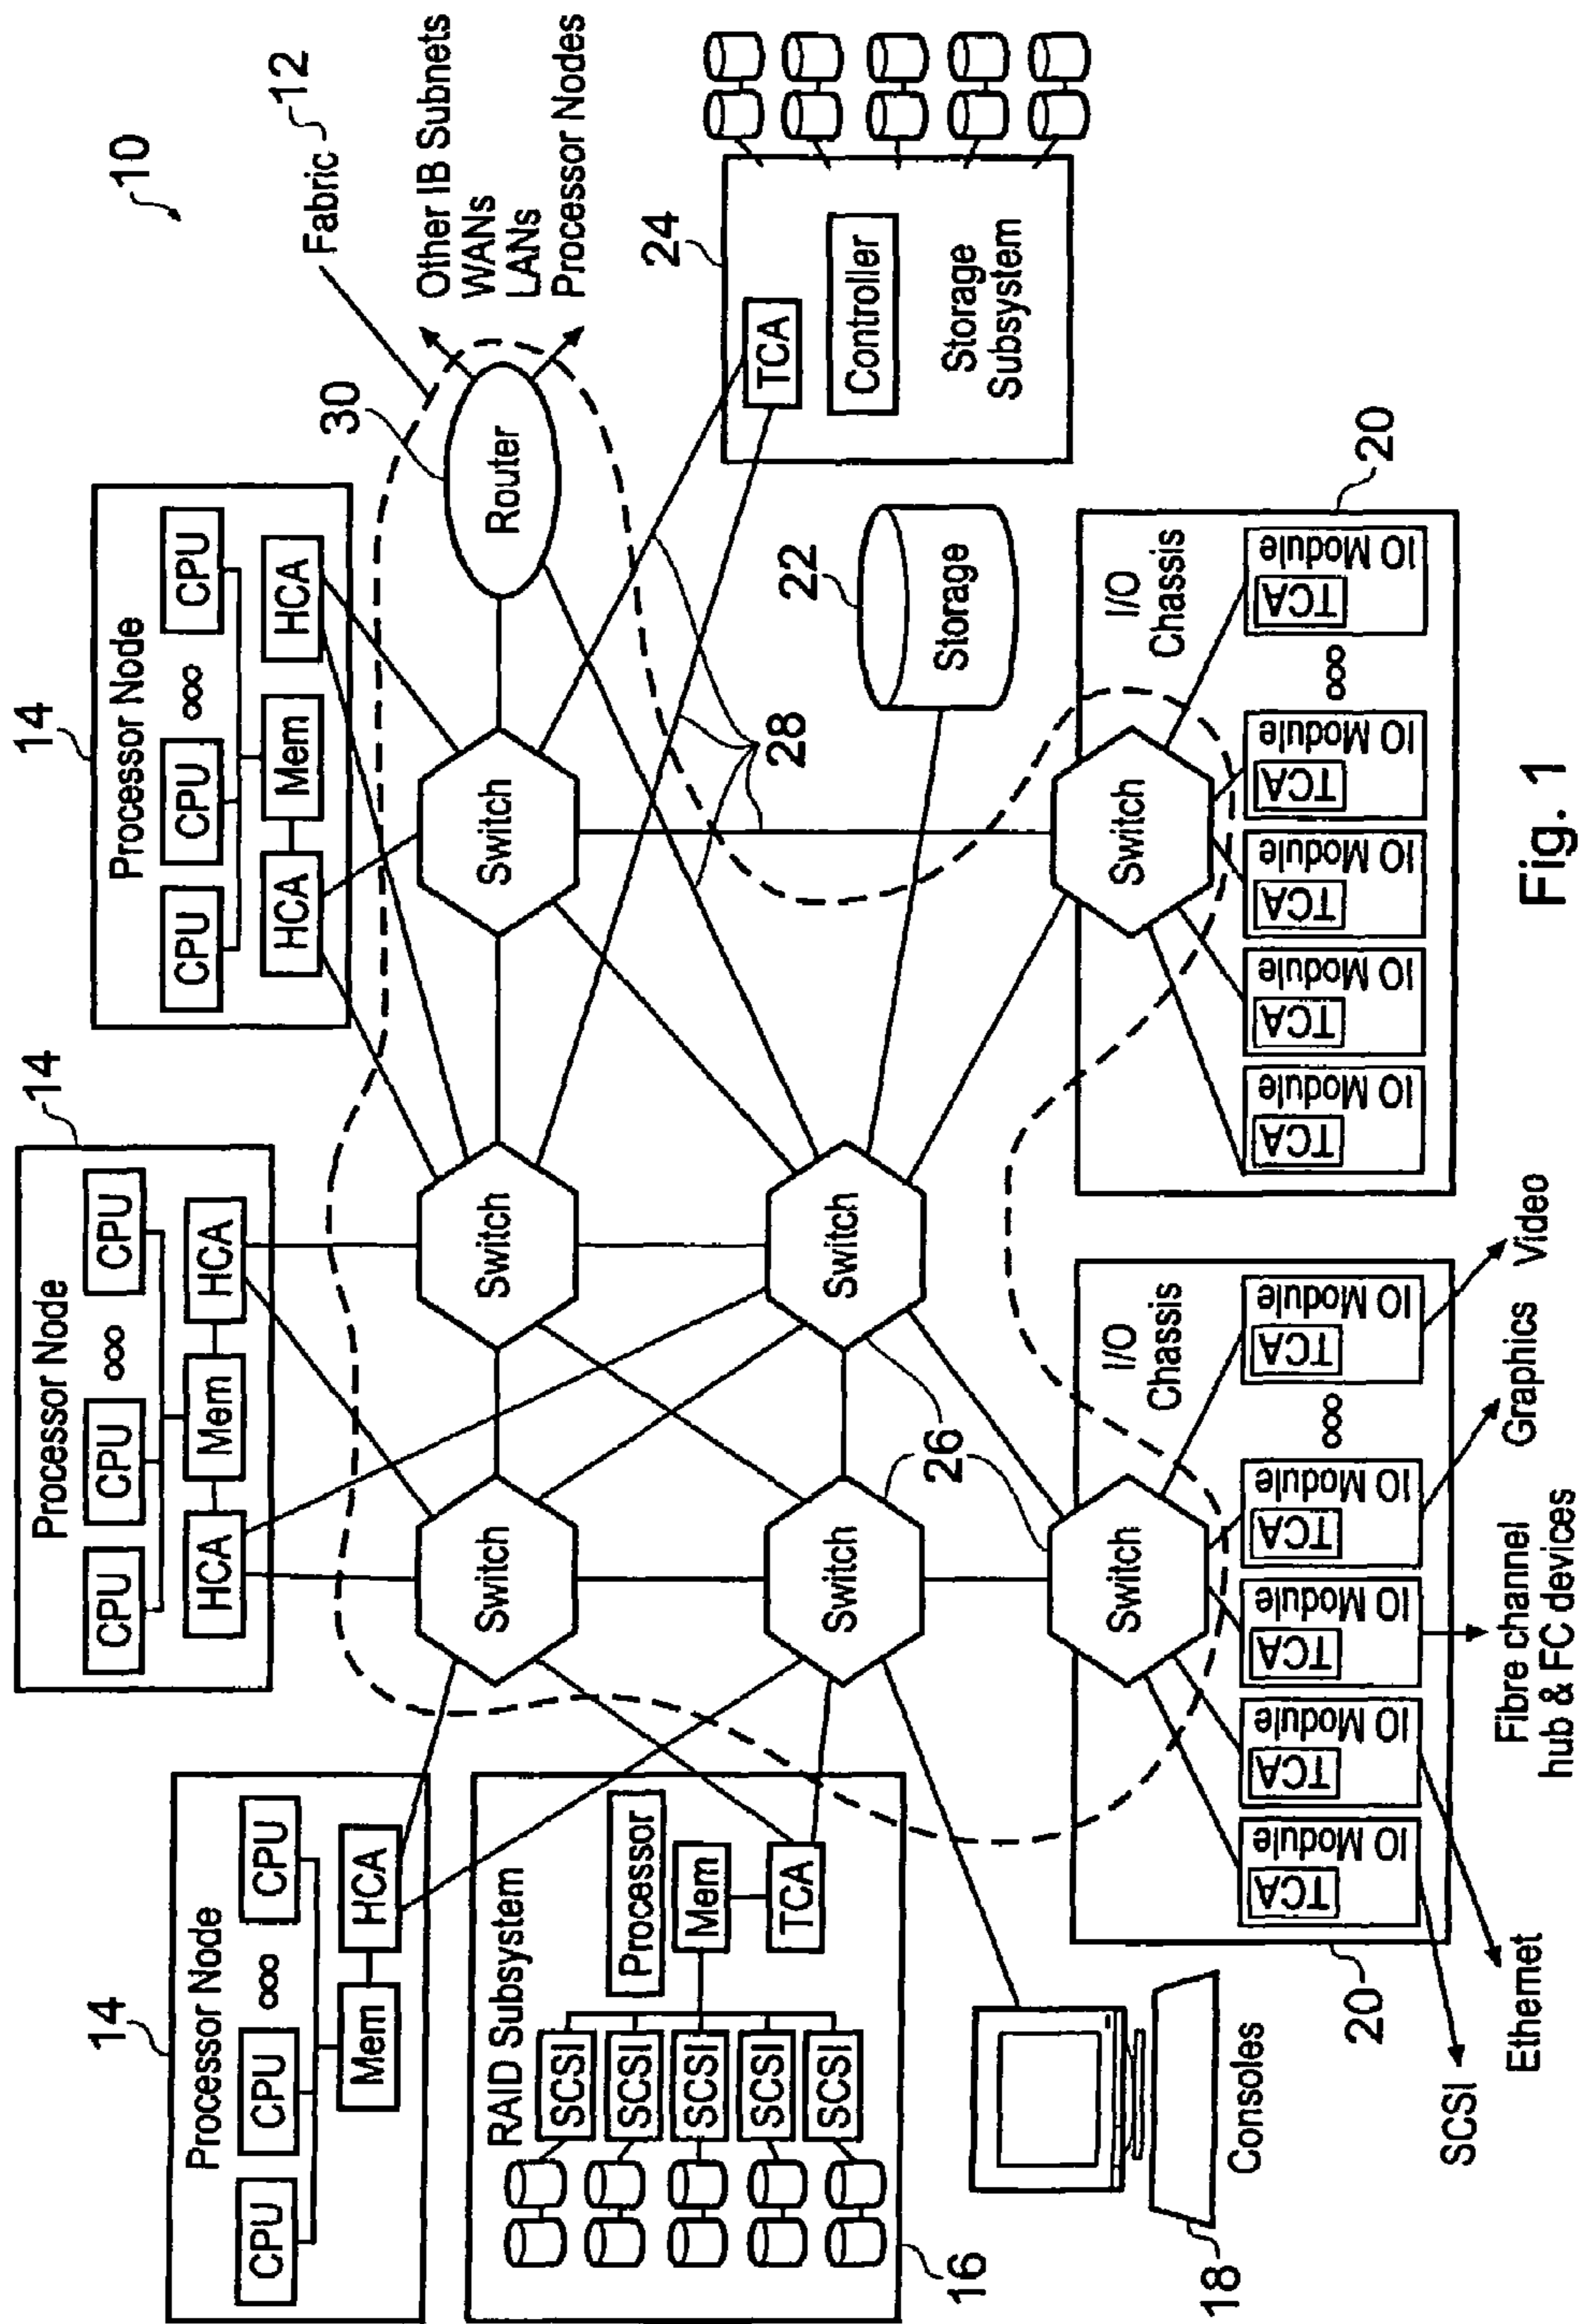 10
Fabric
12
14
Processor Node
CPU
CPU
CPU
HCA
Mem
HCA
14
Processor Node
CPU
CPU
CPU
HCA
Mem
HCA
14
Processor Node
CPU
CPU
CPU
Mem
HCA
30
Router
Other IB Subnets
WANs
LANs
Processor Nodes
Switch
Switch
Switch
RAID Subsystem
Processor
SCSI
SCSI
SCSI
SCSI
SCSI
Mem
TCA
16
Switch
Switch
28
26
24
TCA
Controller
Storage
Subsystem
22
Storage
Consoles
18
Switch
I/O
Chassis
TCA
IO Module
TCA
IO Module
TCA
IO Module
TCA
IO Module
TCA
IO Module
20
SCSI
Ethernet
Fibre channel
hub & FC devices
Graphics
Video
Switch
I/O
Chassis
TCA
IO Module
TCA
IO Module
TCA
IO Module
TCA
IO Module
TCA
IO Module
20
Fig. 1